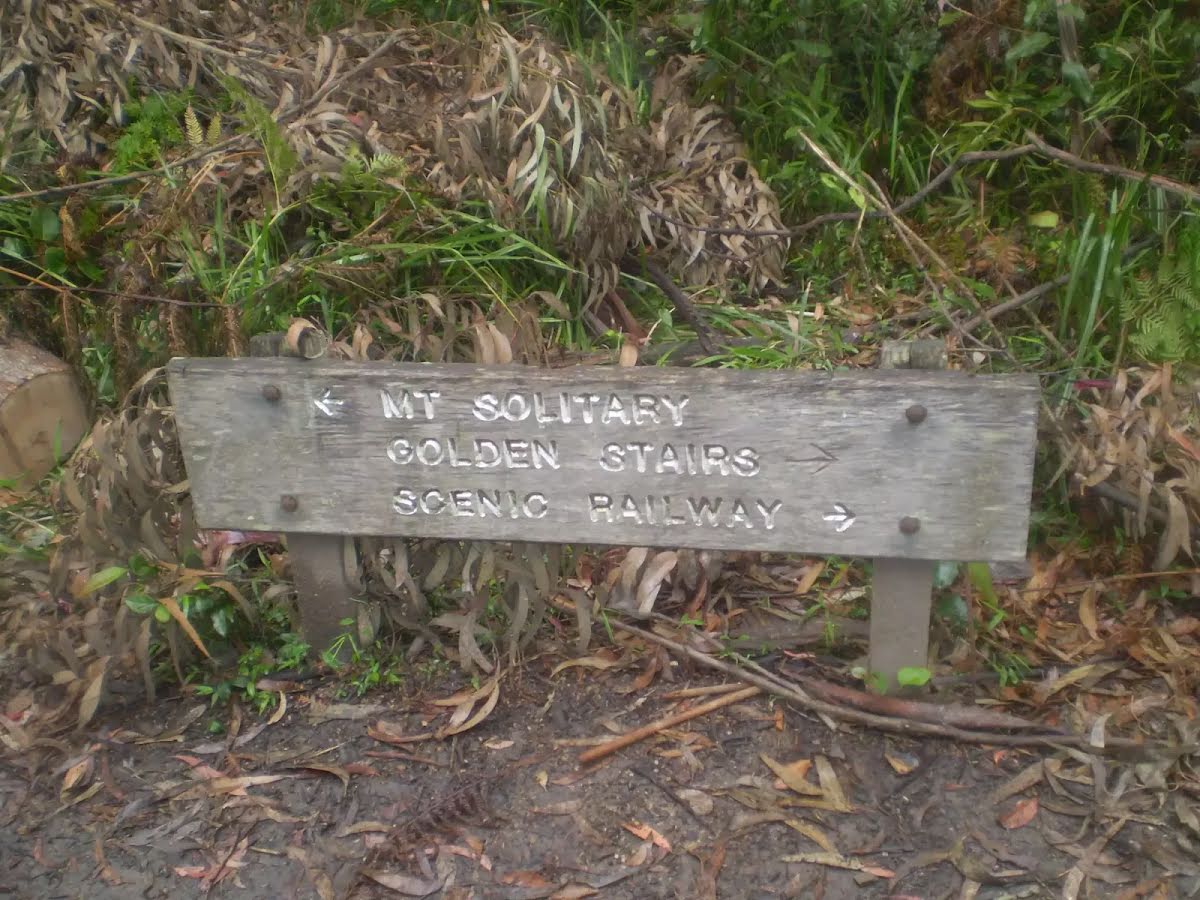 ← MT SOLITARY
GOLDEN STAIRS →
SCENIC RAILWAY →